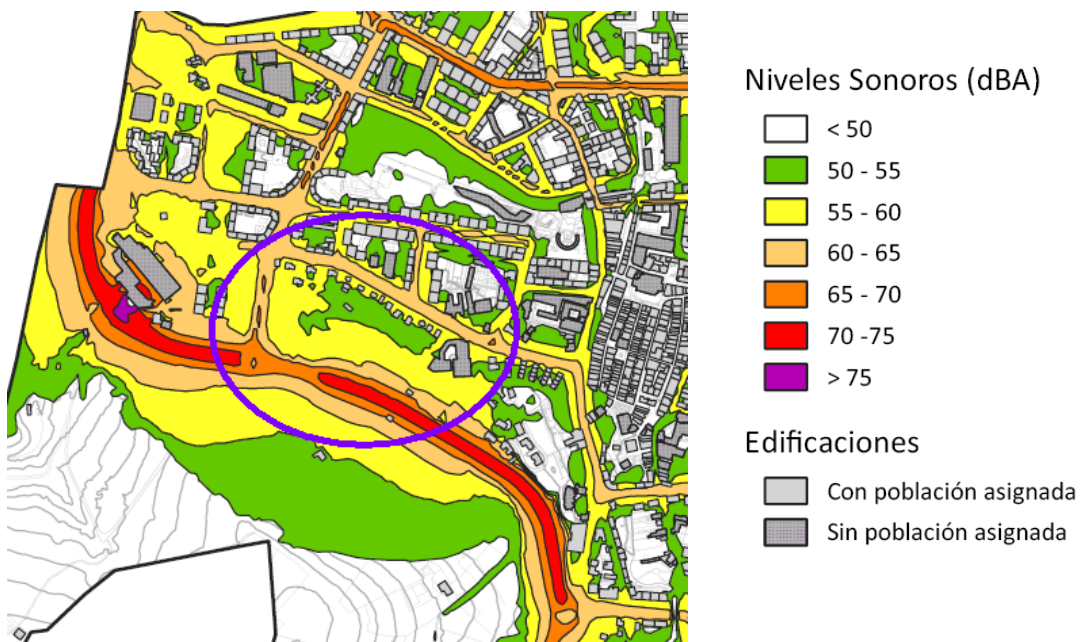 Niveles Sonoros (dBA)
< 50
50 - 55
55 - 60
60 - 65
65 - 70
70 -75
> 75
Edificaciones
Con población asignada
Sin población asignada